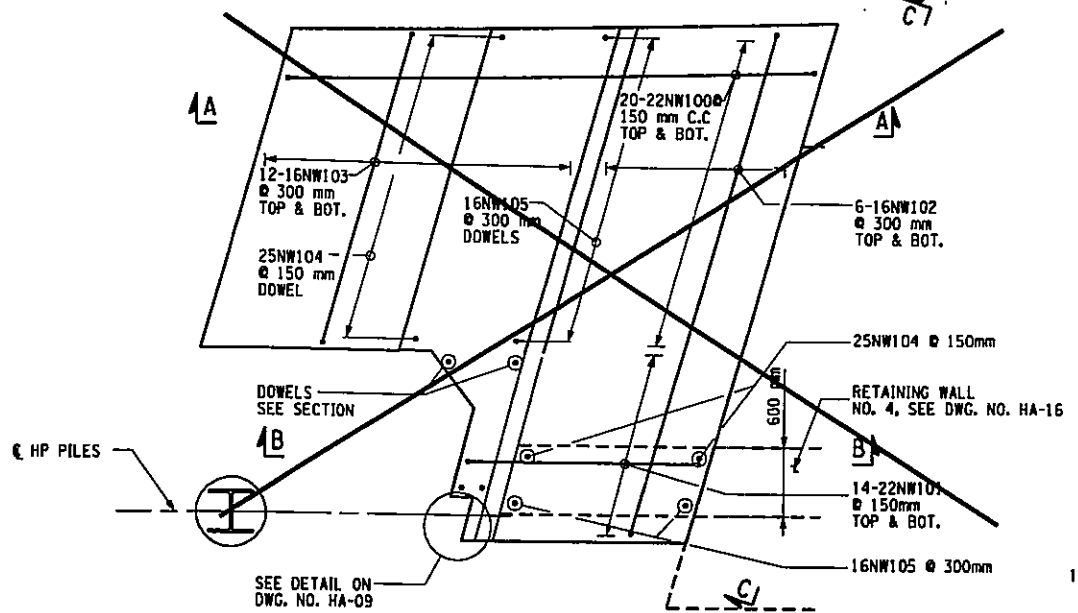 C
A
20-22NW100@
150 mm C.C
TOP & BOT.
A
12-16NW103
@ 300 mm
TOP & BOT.
16NW105
@ 300 mm
DOWELS
6-16NW102
@ 300 mm
TOP & BOT.
25NW104
@ 150 mm
DOWEL
25NW104 @ 150mm
DOWELS
SEE SECTION
600 mm
RETAINING WALL
NO. 4, SEE DWG. NO. HA-16
B
B
℄ HP PILES
14-22NW101
@ 150mm
TOP & BOT.
16NW105 @ 300mm
SEE DETAIL ON
DWG. NO. HA-09
C
1